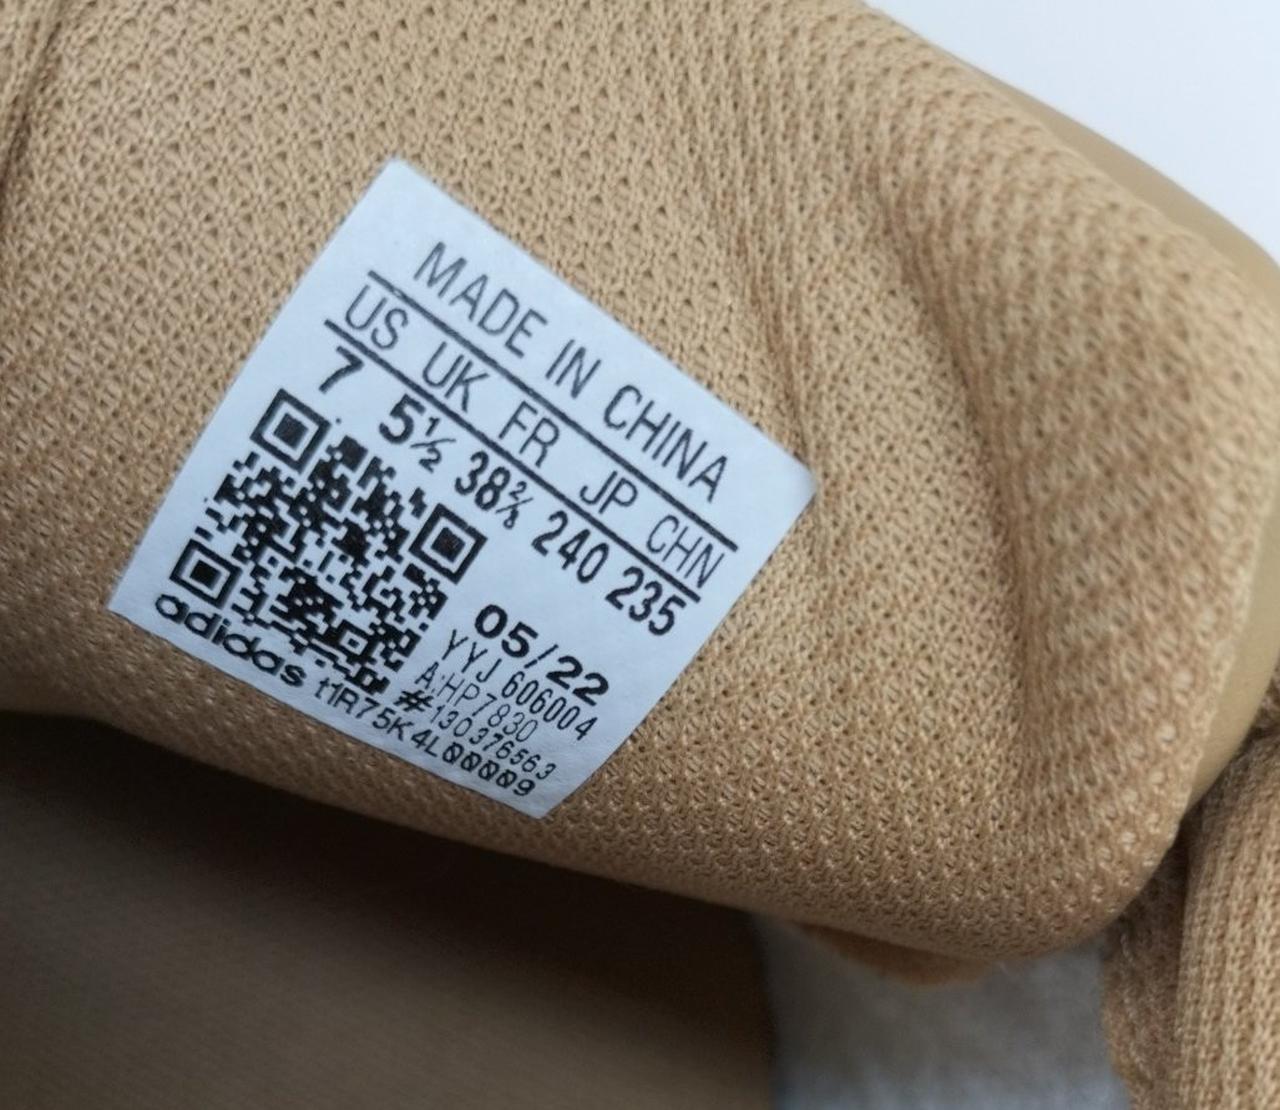 MADE IN CHINA
US UK FR JP CHN
7 5½ 38⅔ 240 235
05/22
YYJ 606004
A:HP7830
#130376563
adidas t1R75K4L00009